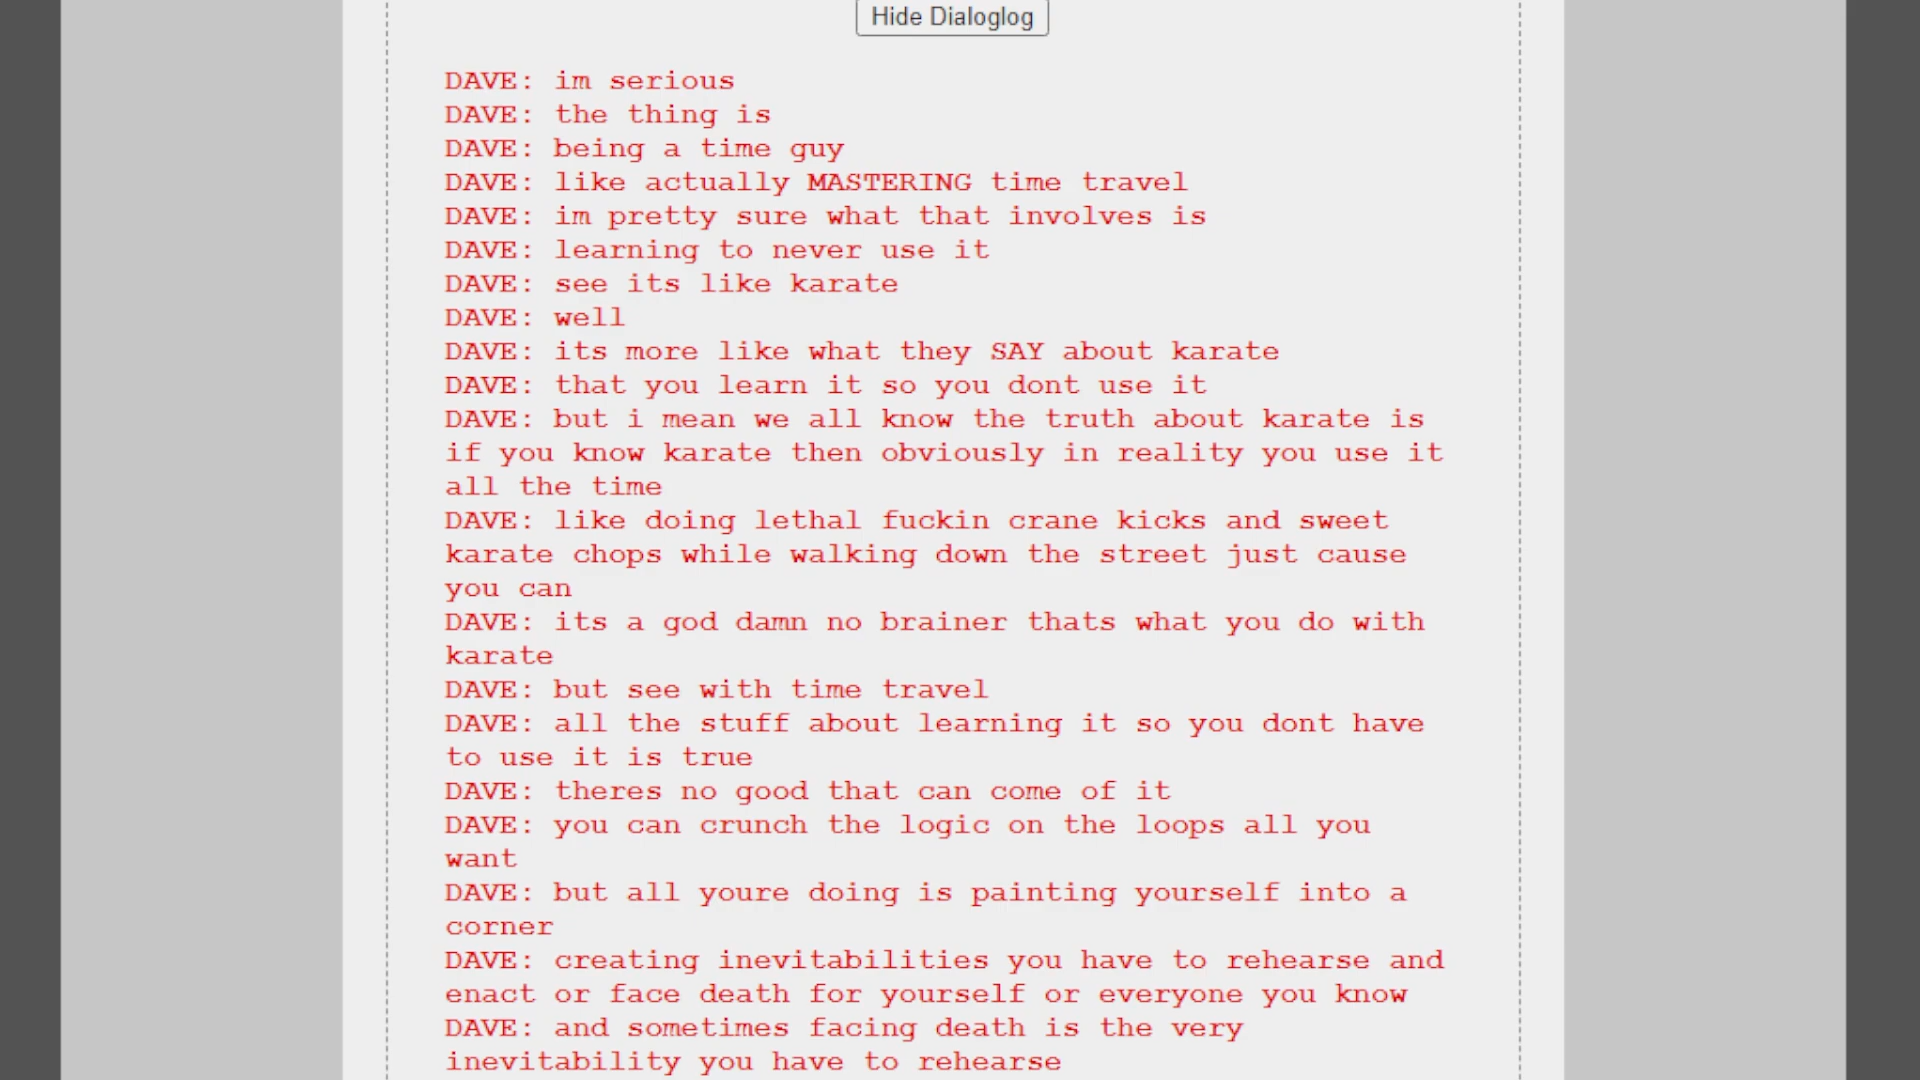 Hide Dialoglog
DAVE: im serious
DAVE: the thing is
DAVE: being a time guy
DAVE: like actually MASTERING time travel
DAVE: im pretty sure what that involves is
DAVE: learning to never use it
DAVE: see its like karate
DAVE: well
DAVE: its more like what they SAY about karate
DAVE: that you learn it so you dont use it
DAVE: but i mean we all know the truth about karate is
if you know karate then obviously in reality you use it
all the time
DAVE: like doing lethal fuckin crane kicks and sweet
karate chops while walking down the street just cause
you can
DAVE: its a god damn no brainer thats what you do with
karate
DAVE: but see with time travel
DAVE: all the stuff about learning it so you dont have
to use it is true
DAVE: theres no good that can come of it
DAVE: you can crunch the logic on the loops all you
want
DAVE: but all youre doing is painting yourself into a
corner
DAVE: creating inevitabilities you have to rehearse and
enact or face death for yourself or everyone you know
DAVE: and sometimes facing death is the very
inevitability you have to rehearse